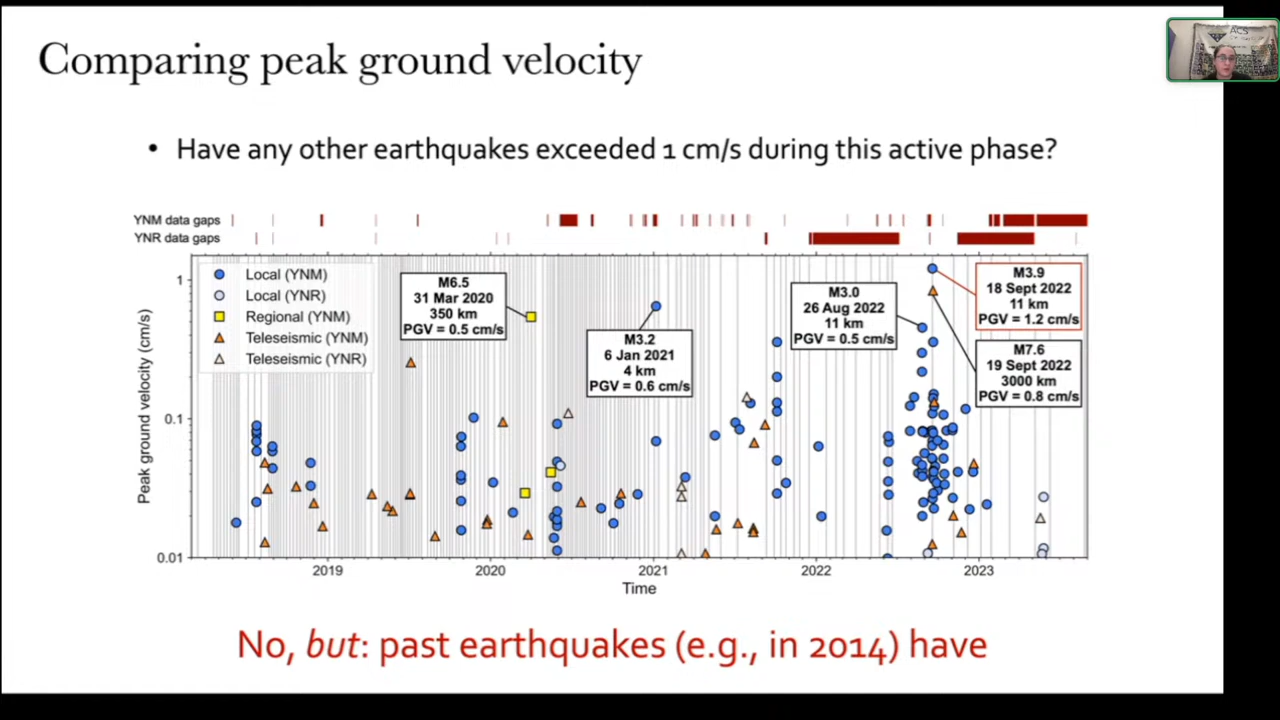 Comparing peak ground velocity
ACS
• Have any other earthquakes exceeded 1 cm/s during this active phase?
YNM data gaps
YNR data gaps
Local (YNM)
Local (YNR)
Regional (YNM)
Teleseismic (YNM)
Teleseismic (YNR)
M6.5
31 Mar 2020
350 km
PGV = 0.5 cm/s
M3.2
6 Jan 2021
4 km
PGV = 0.6 cm/s
M3.0
26 Aug 2022
11 km
PGV = 0.5 cm/s
M3.9
18 Sept 2022
11 km
PGV = 1.2 cm/s
M7.6
19 Sept 2022
3000 km
PGV = 0.8 cm/s
Peak ground velocity (cm/s)
1
0.1
0.01
2019 2020 2021 2022 2023
Time
No, but: past earthquakes (e.g., in 2014) have